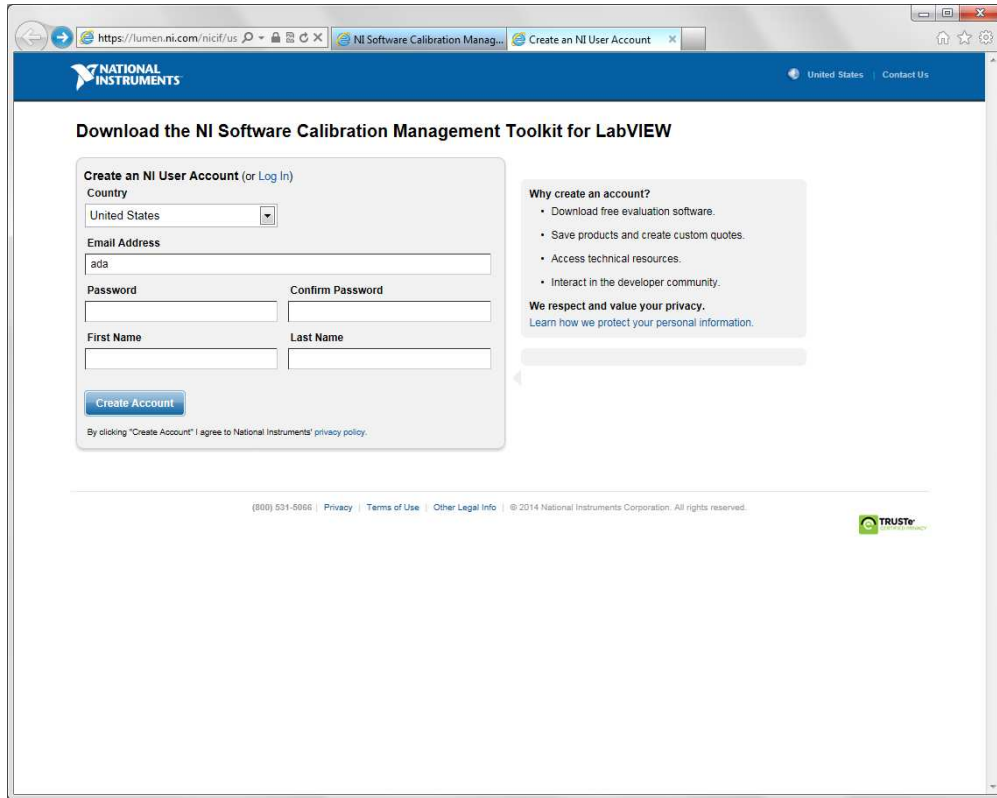 https://lumen.ni.com/nicif/us
NI Software Calibration Manag...
Create an NI User Account
NATIONAL INSTRUMENTS
United States | Contact Us
Download the NI Software Calibration Management Toolkit for LabVIEW
Create an NI User Account (or Log In)
Country
United States
Email Address
ada
Password Confirm Password
First Name Last Name
Create Account
By clicking "Create Account" I agree to National Instruments' privacy policy.
Why create an account?
• Download free evaluation software.
• Save products and create custom quotes.
• Access technical resources.
• Interact in the developer community.
We respect and value your privacy.
Learn how we protect your personal information.
(800) 531-5066 | Privacy | Terms of Use | Other Legal Info | © 2014 National Instruments Corporation. All rights reserved.
TRUSTe
CERTIFIED PRIVACY